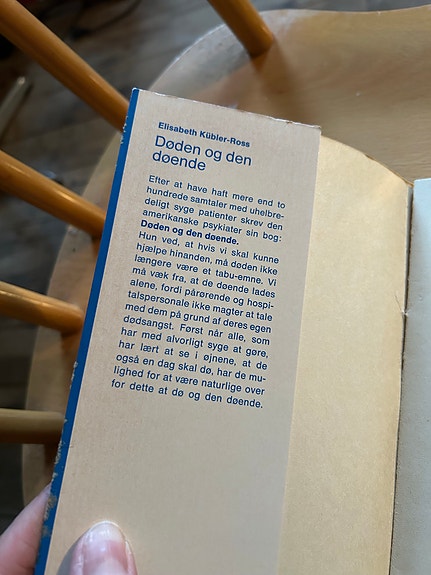 Elisabeth Kübler-Ross
Døden og den
døende
Efter at have haft mere end to
hundrede samtaler med uhelbre-
deligt syge patienter skrev den
amerikanske psykiater sin bog:
Døden og den døende.
Hun ved, at hvis vi skal kunne
hjælpe hinanden, må døden ikke
længere være et tabu-emne. Vi
må væk fra, at de døende lades
alene, fordi pårørende og hospi-
talspersonale ikke magter at tale
med dem på grund af deres egen
dødsangst. Først når alle, som
har med alvorligt syge at gøre,
har lært at se i øjnene, at de
også en dag skal dø, har de mu-
lighed for at være naturlige over
for dette at dø og den døende.